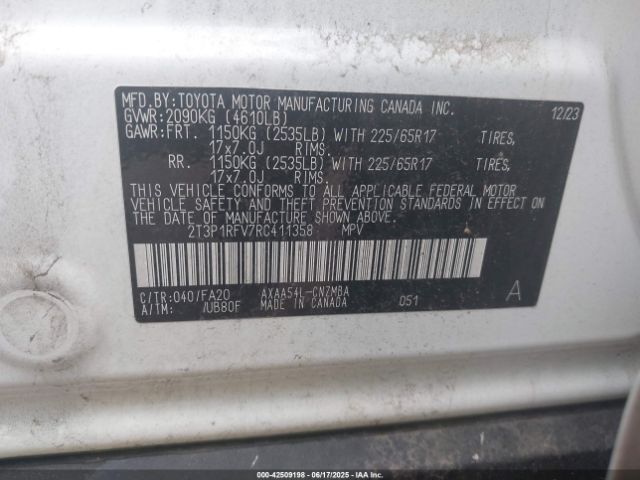 MFD.BY:TOYOTA MOTOR MANUFACTURING CANADA INC. 12/23
GVWR:2090KG (4610LB)
GAWR:FRT. 1150KG (2535LB) WITH 225/65R17 TIRES,
17x7.0J RIMS.
RR. 1150KG (2535LB) WITH 225/65R17 TIRES,
17x7.0J RIMS.
THIS VEHICLE CONFORMS TO ALL APPLICABLE FEDERAL MOTOR
VEHICLE SAFETY AND THEFT PREVENTION STANDARDS IN EFFECT ON
THE DATE OF MANUFACTURE SHOWN ABOVE.
2T3P1RFV7RC411358 MPV
C/TR:040/FA20 AXAA54L-CNZMBA 051 A
A/TM: /UB80F MADE IN CANADA
000-42509198 - 06/17/2025 - IAAI.COM